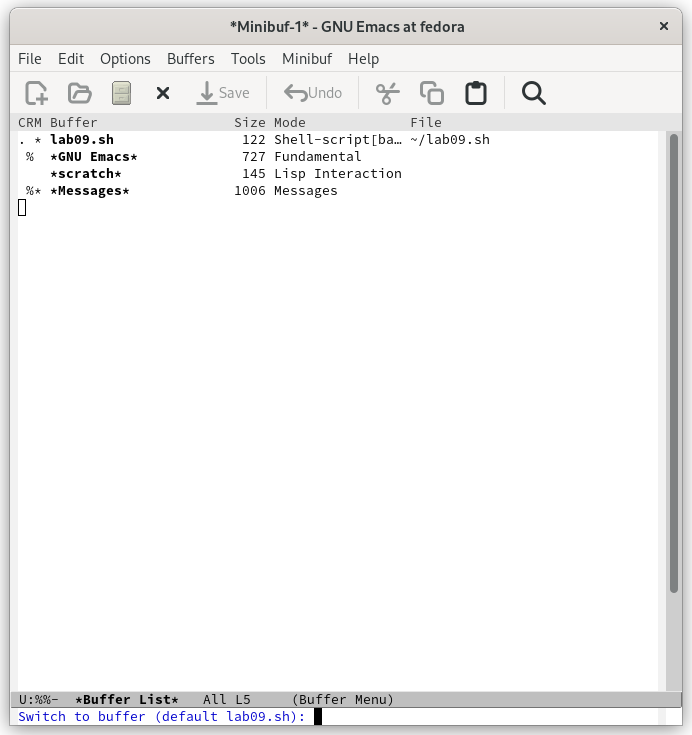 *Minibuf-1* - GNU Emacs at fedora ×
File Edit Options Buffers Tools Minibuf Help
Save Undo
CRM Buffer Size Mode File
. * lab09.sh 122 Shell-script[ba… ~/lab09.sh
% *GNU Emacs* 727 Fundamental
*scratch* 145 Lisp Interaction
%* *Messages* 1006 Messages
U:%%- *Buffer List* All L5 (Buffer Menu)
Switch to buffer (default lab09.sh):